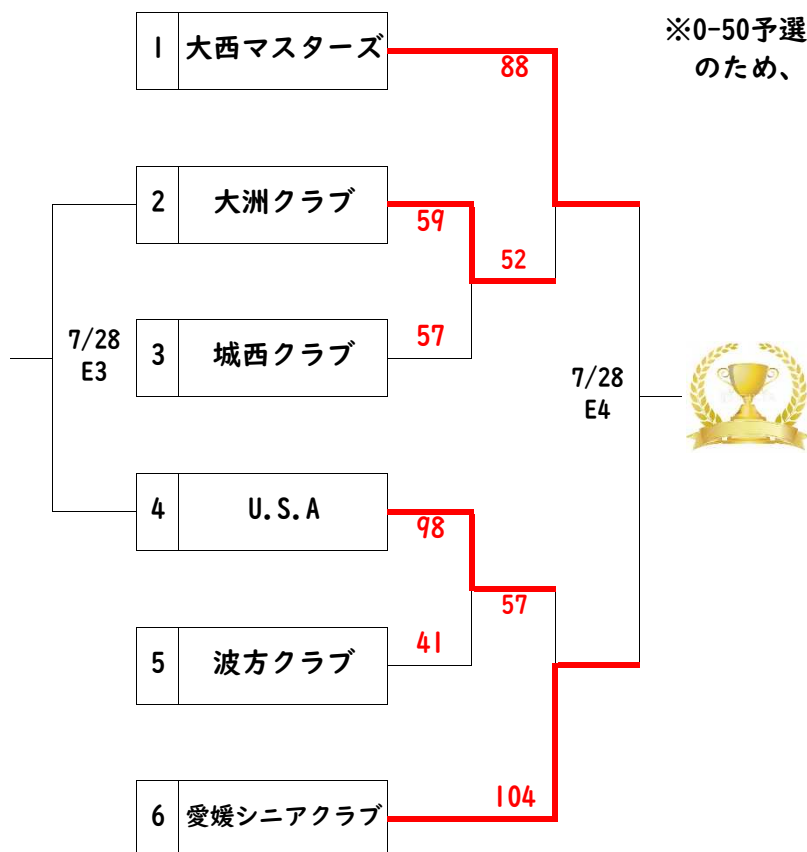 ※O-50予選
のため、
1 大西マスターズ
88
2 大洲クラブ
59
52
7/28
E3
3 城西クラブ
57
7/28
E4
4 U.S.A
98
57
5 波方クラブ
41
6 愛媛シニアクラブ
104